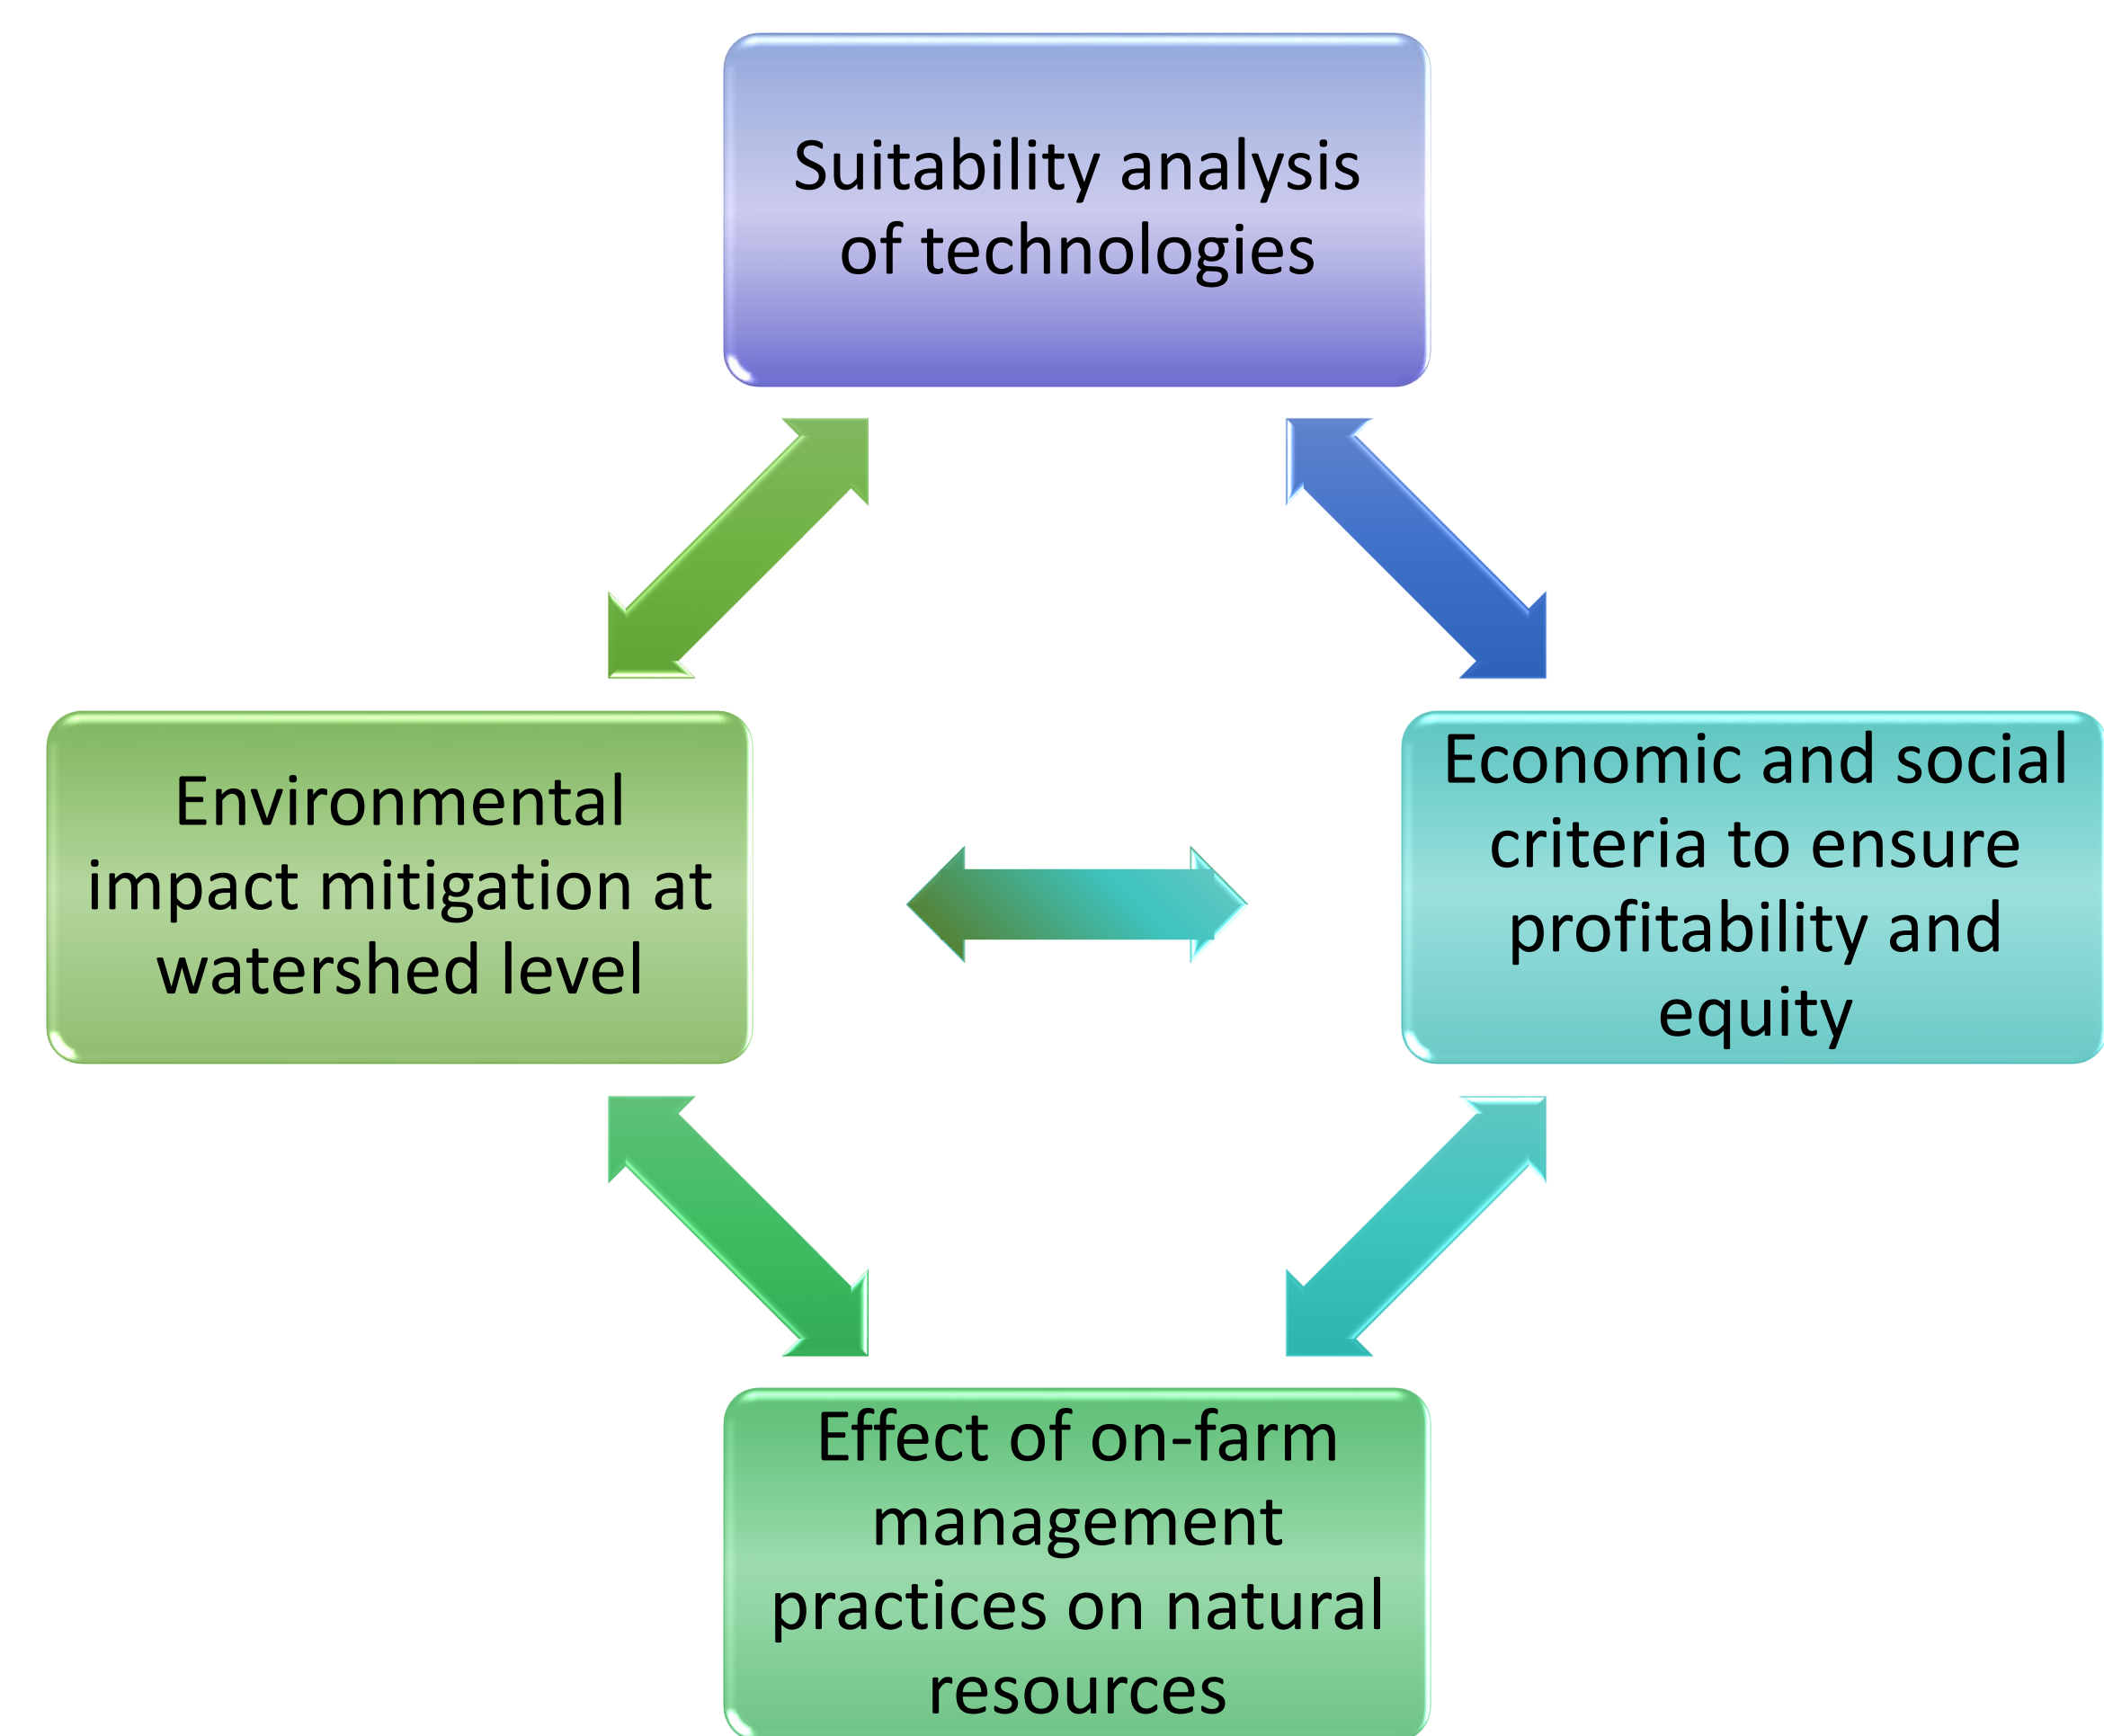 Suitability analysis
of technologies
Environmental
impact mitigation at
watershed level
Economic and social
criteria to ensure
profitability and
equity
Effect of on-farm
management
practices on natural
resources